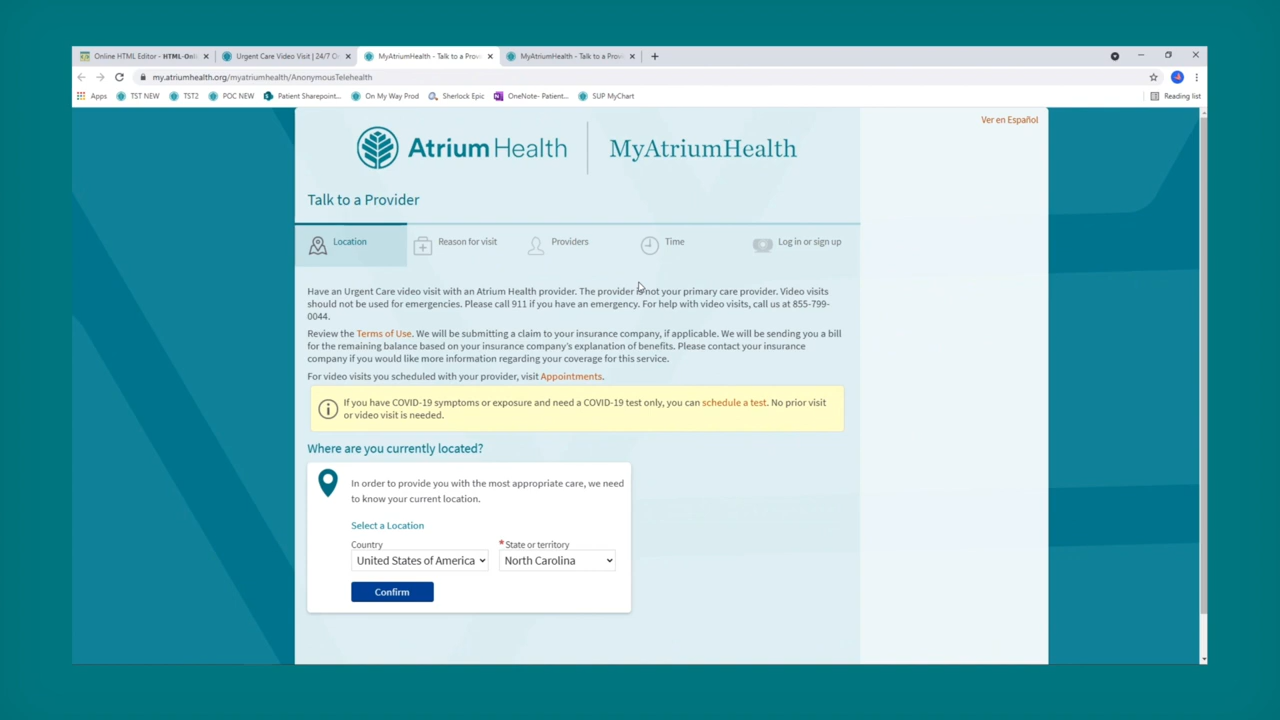 Online HTML Editor - HTML-Onli
Urgent Care Video Visit | 24/7 O
MyAtriumHealth - Talk to a Prov
MyAtriumHealth - Talk to a Prov
my.atriumhealth.org/myatriumhealth/AnonymousTelehealth
Apps TST NEW TST2 POC NEW Patient Sharepoint... On My Way Prod Sherlock Epic OneNote- Patient... SUP MyChart Reading list
Ver en Español
Atrium Health MyAtriumHealth
Talk to a Provider
Location Reason for visit Providers Time Log in or sign up
Have an Urgent Care video visit with an Atrium Health provider. The provider is not your primary care provider. Video visits
should not be used for emergencies. Please call 911 if you have an emergency. For help with video visits, call us at 855-799-
0044.
Review the Terms of Use. We will be submitting a claim to your insurance company, if applicable. We will be sending you a bill
for the remaining balance based on your insurance company's explanation of benefits. Please contact your insurance
company if you would like more information regarding your coverage for this service.
For video visits you scheduled with your provider, visit Appointments.
If you have COVID-19 symptoms or exposure and need a COVID-19 test only, you can schedule a test. No prior visit
or video visit is needed.
Where are you currently located?
In order to provide you with the most appropriate care, we need
to know your current location.
Select a Location
Country *State or territory
United States of America North Carolina
Confirm